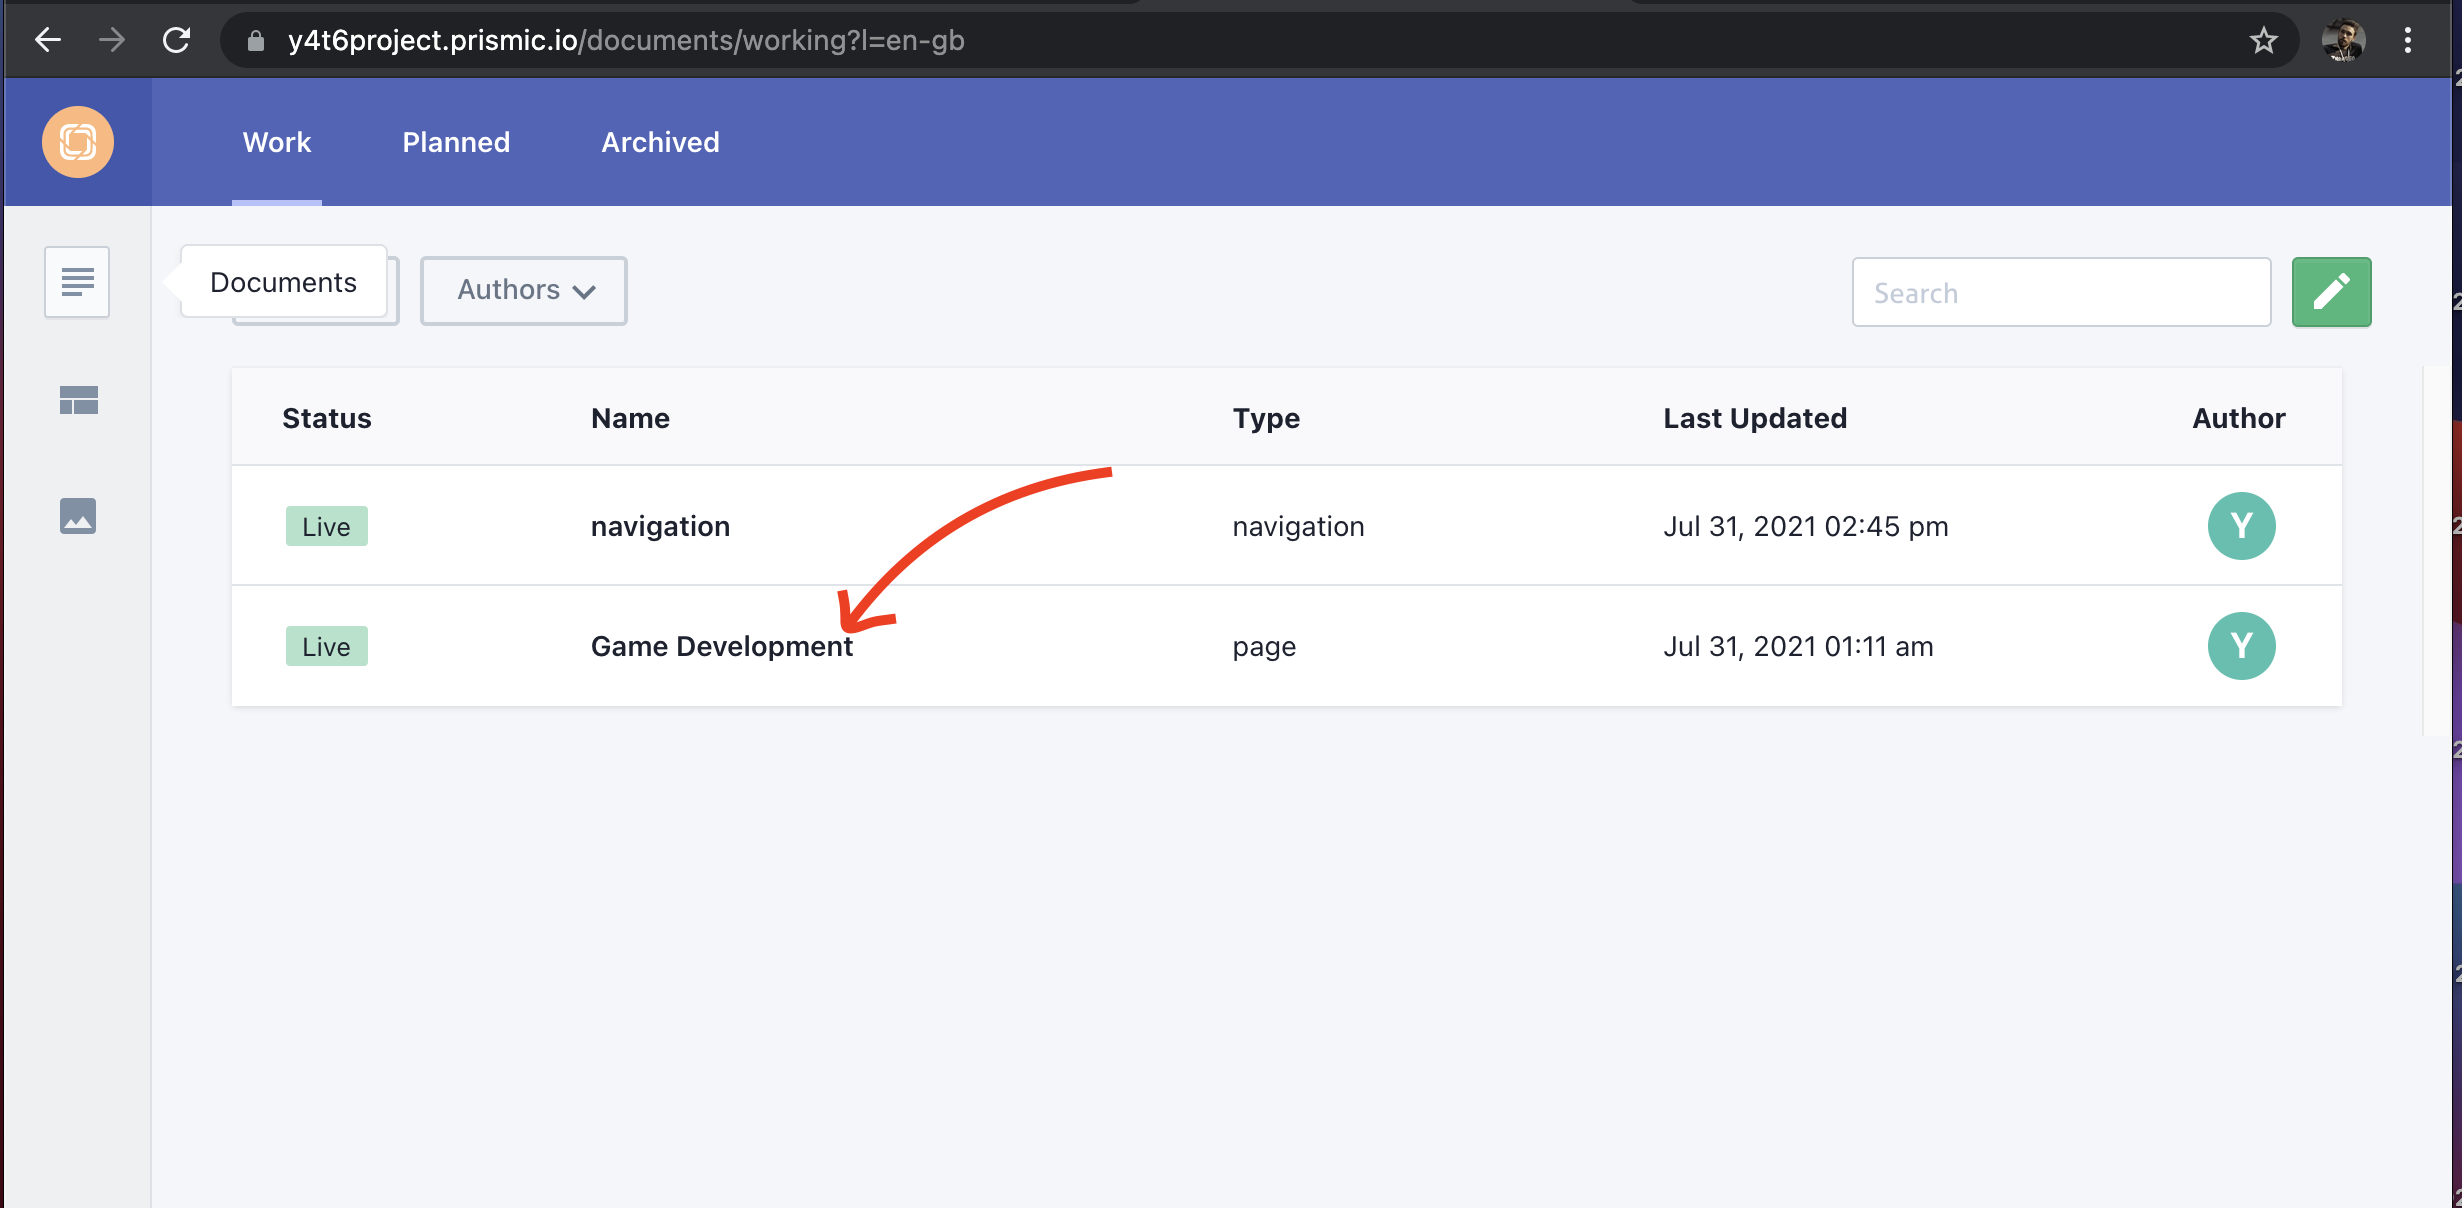 y4t6project.prismic.io/documents/working?l=en-gb
Work Planned Archived
Documents Authors Search
Status Name Type Last Updated Author
Live navigation navigation Jul 31, 2021 02:45 pm Y
Live Game Development page Jul 31, 2021 01:11 am Y